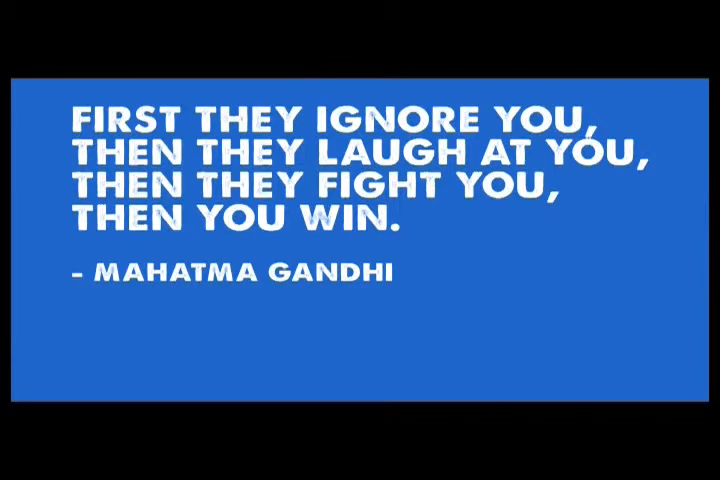 FIRST THEY IGNORE YOU,
THEN THEY LAUGH AT YOU,
THEN THEY FIGHT YOU,
THEN YOU WIN.
- MAHATMA GANDHI